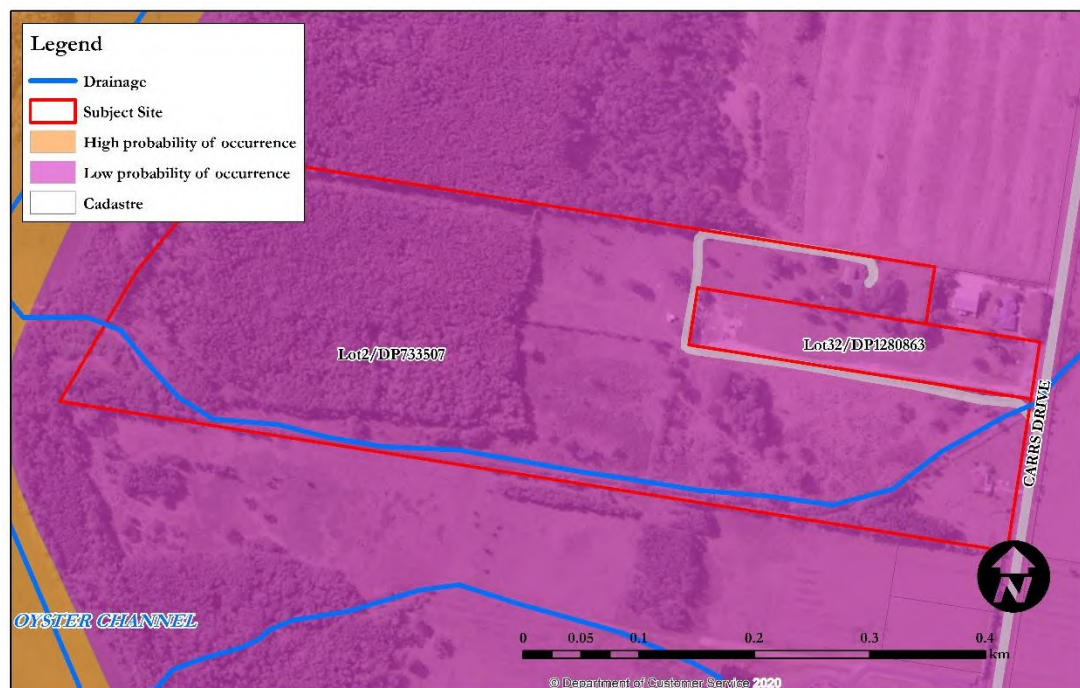 Legend
Drainage
Subject Site
High probability of occurrence
Low probability of occurrence
Cadastre
Lot2/DP733507
Lot32/DP1280863
CARRS DRIVE
OYSTER CHANNEL
N
0 0.05 0.1 0.2 0.3 0.4
km
© Department of Customer Service 2020